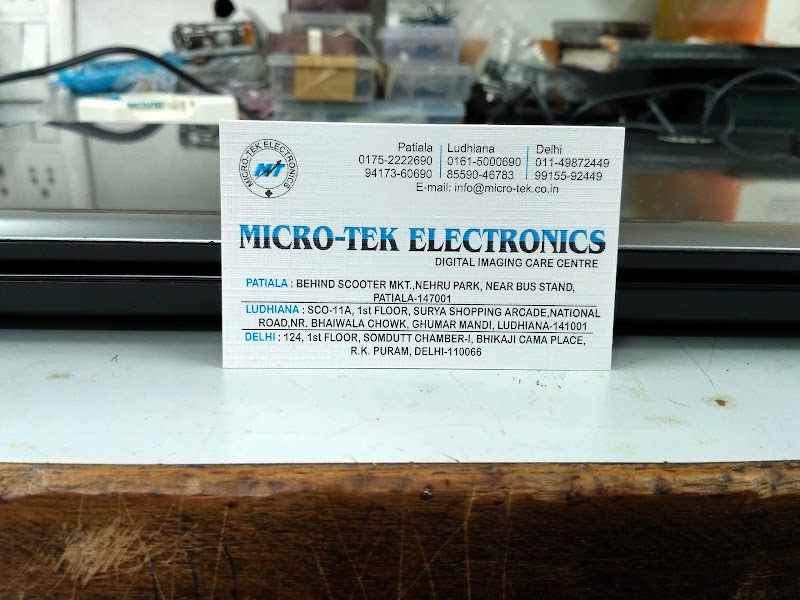 MICRO-TEK ELECTRONICS
MT
Patiala Ludhiana Delhi
0175-2222690 0161-5000690 011-49872449
94173-60690 85590-46783 99155-92449
E-mail: info@micro-tek.co.in
MICRO-TEK ELECTRONICS
DIGITAL IMAGING CARE CENTRE
PATIALA : BEHIND SCOOTER MKT.,NEHRU PARK, NEAR BUS STAND,
PATIALA-147001
LUDHIANA : SCO-11A, 1st FLOOR, SURYA SHOPPING ARCADE,NATIONAL
ROAD,NR. BHAIWALA CHOWK, GHUMAR MANDI, LUDHIANA-141001
DELHI : 124, 1st FLOOR, SOMDUTT CHAMBER-I, BHIKAJI CAMA PLACE,
R.K. PURAM, DELHI-110066